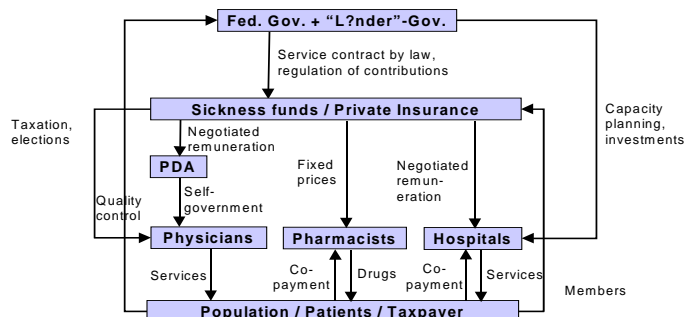 Fed. Gov. + “L?nder”-Gov.
Service contract by law,
regulation of contributions
Sickness funds / Private Insurance
Taxation,
elections
Capacity
planning,
investments
Negotiated
remuneration
PDA
Fixed
prices
Negotiated
remun-
eration
Self-
government
Quality
control
Physicians
Pharmacists
Hospitals
Services
Co-
payment
Drugs
Co-
payment
Services
Members
Population / Patients / Taxpayer